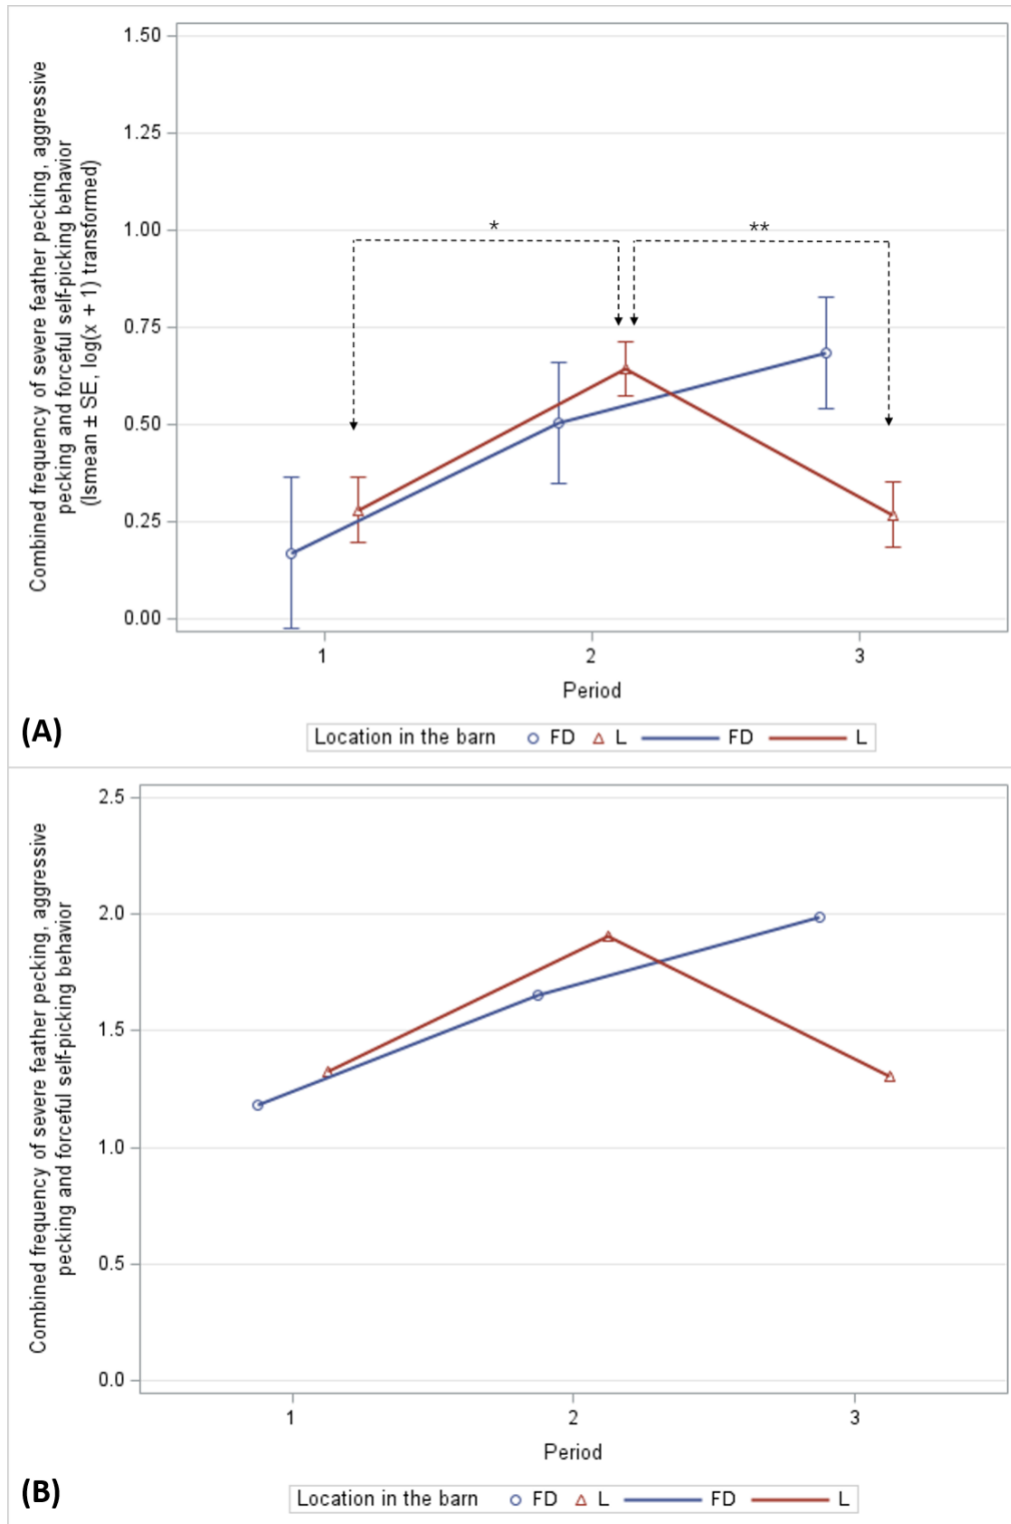 Combined frequency of severe feather pecking, aggressive
pecking and forceful self-picking behavior
(lsmean ± SE, log(x + 1) transformed)
1.50
1.25
1.00
0.75
0.50
0.25
0.00
*
**
1 2 3
Period
(A)
Location in the barn FD L FD L
Combined frequency of severe feather pecking, aggressive
pecking and forceful self-picking behavior
2.5
2.0
1.5
1.0
0.5
0.0
1 2 3
Period
(B)
Location in the barn FD L FD L